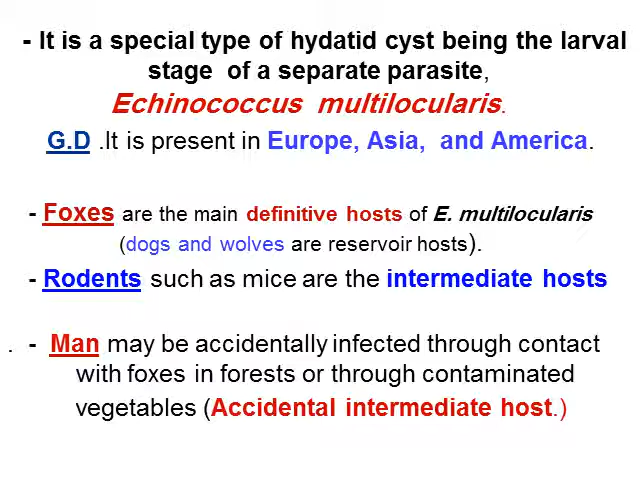 - It is a special type of hydatid cyst being the larval
stage of a separate parasite,
Echinococcus multilocularis.
G.D .It is present in Europe, Asia, and America.
- Foxes are the main definitive hosts of E. multilocularis
(dogs and wolves are reservoir hosts).
- Rodents such as mice are the intermediate hosts
. - Man may be accidentally infected through contact
with foxes in forests or through contaminated
vegetables (Accidental intermediate host.)